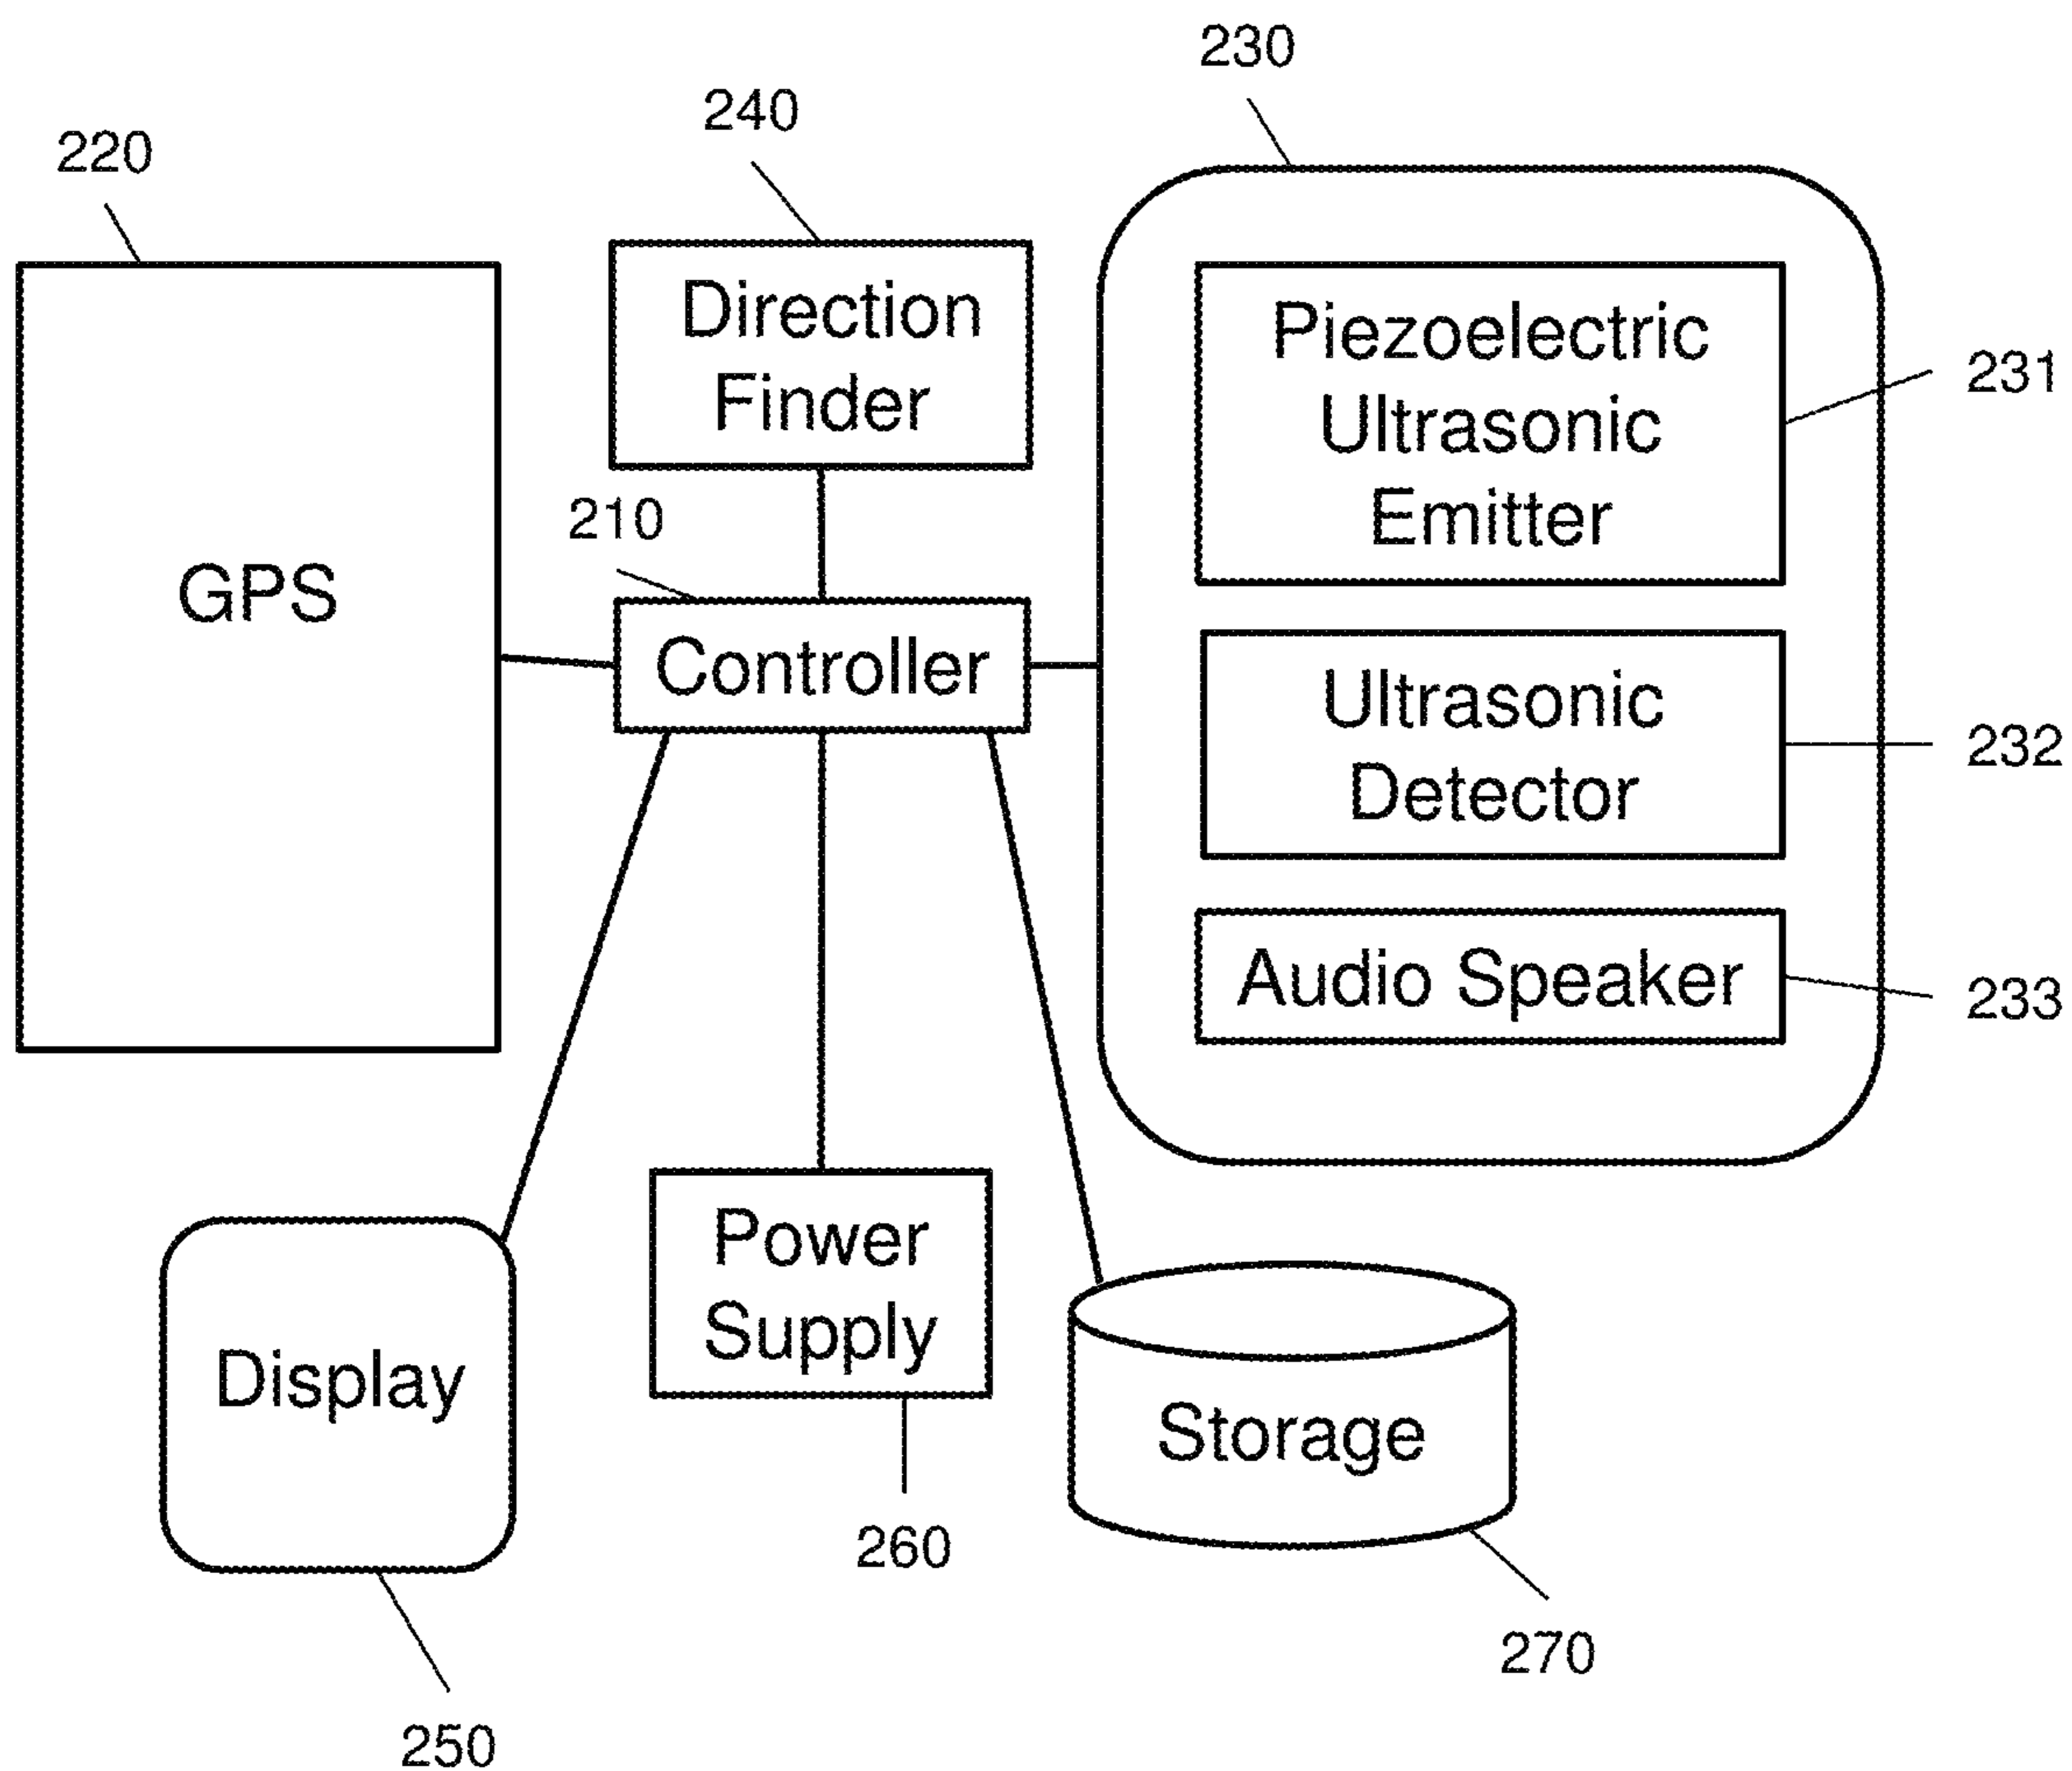 230
240
220
Direction
Finder
Piezoelectric
Ultrasonic
Emitter
231
210
GPS
Controller
Ultrasonic
Detector
232
Audio Speaker
233
Power
Supply
Display
Storage
260
270
250